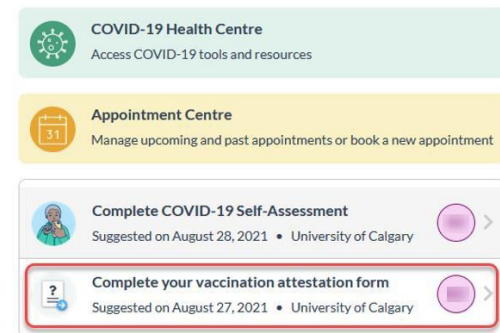 COVID-19 Health Centre
Access COVID-19 tools and resources
31
Appointment Centre
Manage upcoming and past appointments or book a new appointment
Complete COVID-19 Self-Assessment
Suggested on August 28, 2021 • University of Calgary
?
Complete your vaccination attestation form
Suggested on August 27, 2021 • University of Calgary